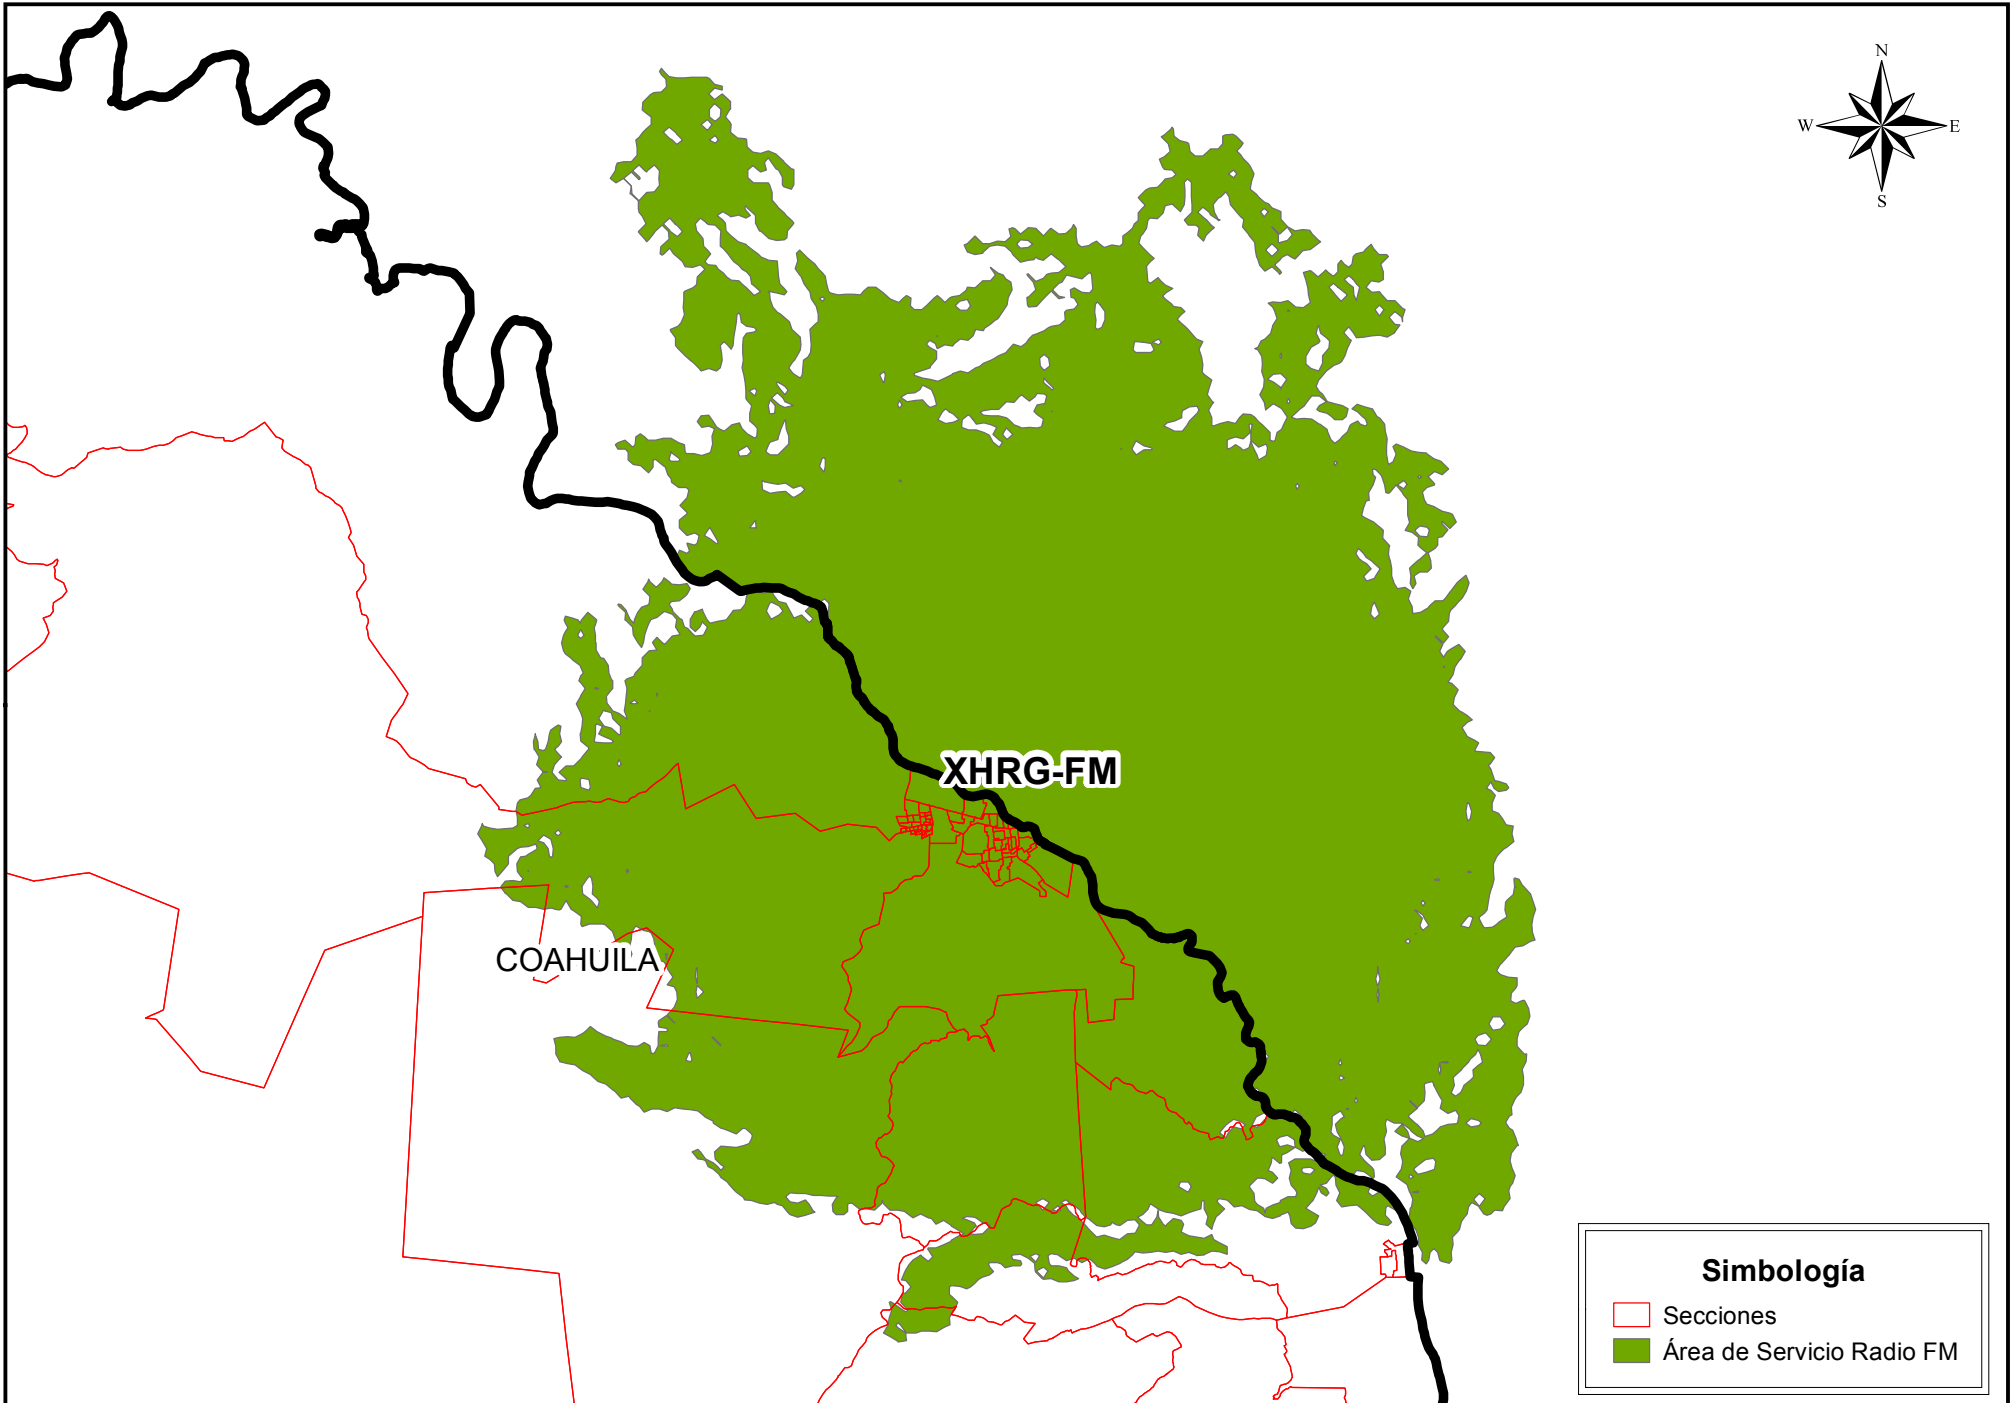 N
W E
S
XHRG-FM
COAHUILA
Simbología
Secciones
Área de Servicio Radio FM